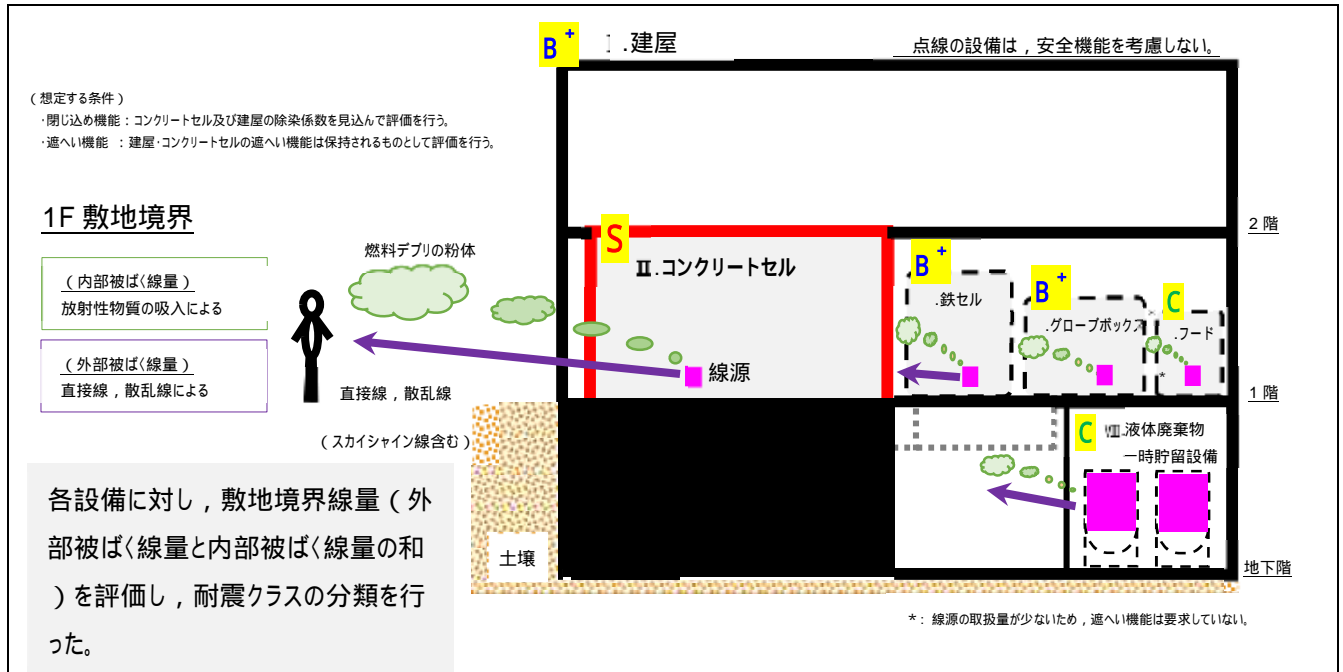 B+
.建屋
点線の設備は，安全機能を考慮しない。
（想定する条件）
・閉じ込め機能：コンクリートセル及び建屋の除染係数を見込んで評価を行う。
・遮へい機能 ：建屋・コンクリートセルの遮へい機能は保持されるものとして評価を行う。
1F 敷地境界
（内部被ばく線量）
放射性物質の吸入による
（外部被ばく線量）
直接線，散乱線による
燃料デブリの粉体
直接線，散乱線
（スカイシャイン線含む）
S
Ⅱ.コンクリートセル
線源
B+
.鉄セル
B+
.グローブボックス
C
.フード
*
2階
1階
C
Ⅷ.液体廃棄物
一時貯留設備
地下階
土壌
各設備に対し，敷地境界線量（外
部被ばく線量と内部被ばく線量の和
）を評価し，耐震クラスの分類を行
った。
*：線源の取扱量が少ないため，遮へい機能は要求していない。